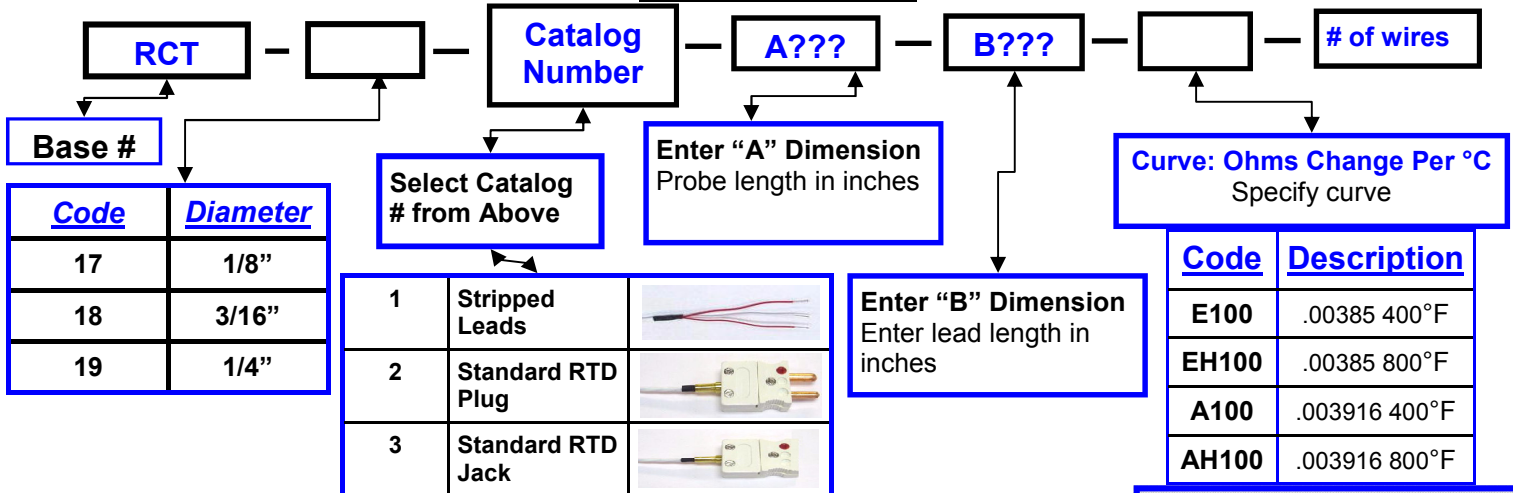 RCT – – Catalog Number – A??? – B??? – – # of wires
Base #
Code Diameter
17 1/8”
18 3/16”
19 1/4”
Select Catalog
# from Above
1 Stripped Leads
2 Standard RTD Plug
3 Standard RTD Jack
Enter “A” Dimension
Probe length in inches
Enter “B” Dimension
Enter lead length in
inches
Curve: Ohms Change Per °C
Specify curve
Code Description
E100 .00385 400°F
EH100 .00385 800°F
A100 .003916 400°F
AH100 .003916 800°F